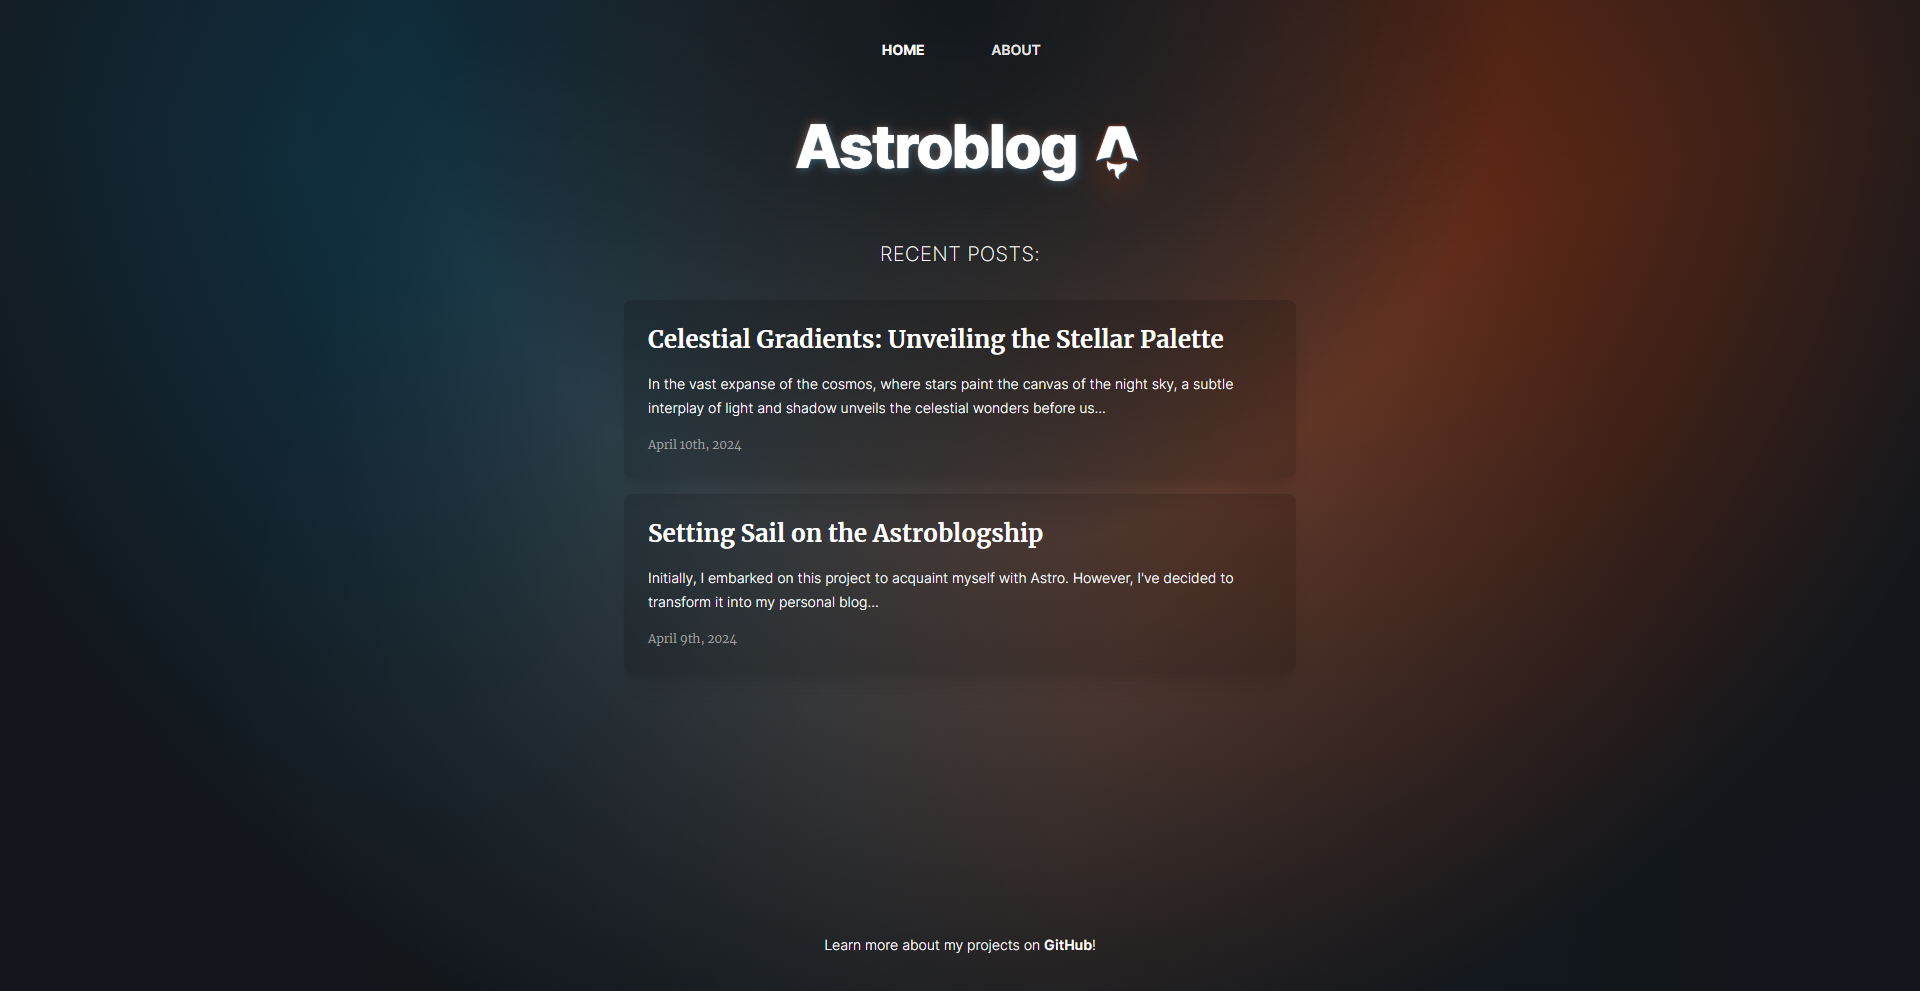 HOME ABOUT
Astroblog
RECENT POSTS:
Celestial Gradients: Unveiling the Stellar Palette
In the vast expanse of the cosmos, where stars paint the canvas of the night sky, a subtle
interplay of light and shadow unveils the celestial wonders before us...
April 10th, 2024
Setting Sail on the Astroblogship
Initially, I embarked on this project to acquaint myself with Astro. However, I've decided to
transform it into my personal blog...
April 9th, 2024
Learn more about my projects on GitHub!